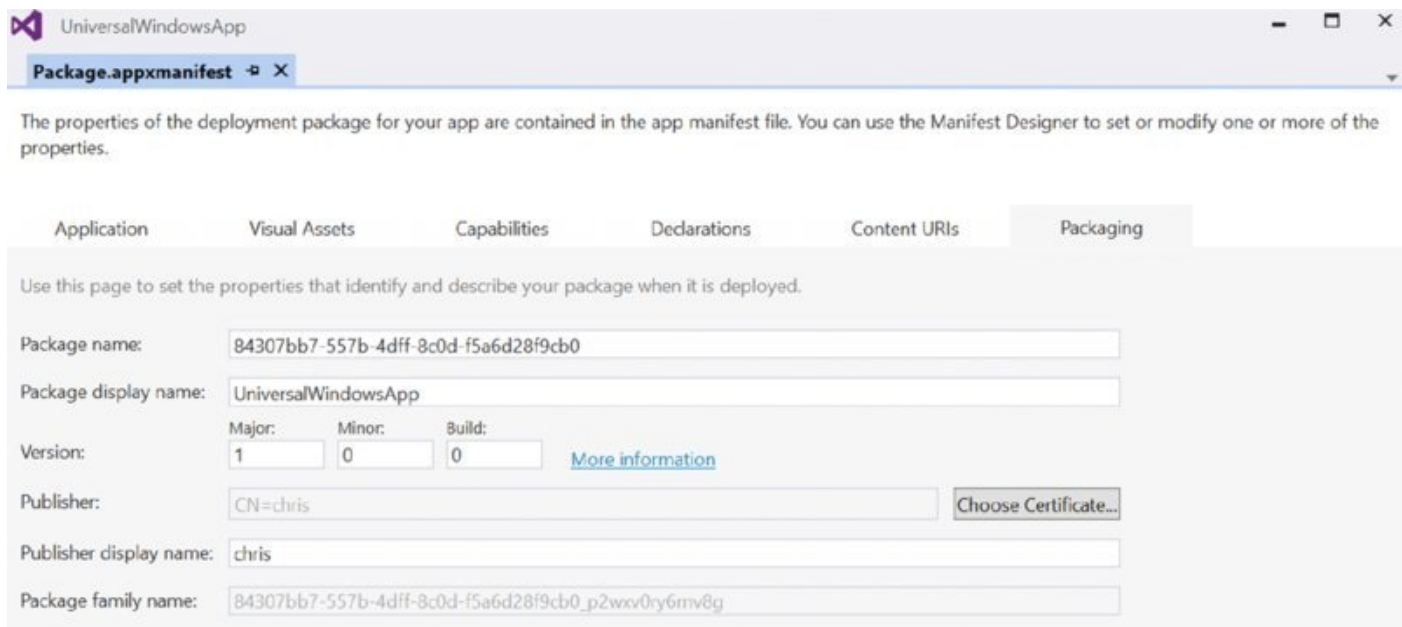 UniversalWindowsApp
Package.appxmanifest
The properties of the deployment package for your app are contained in the app manifest file. You can use the Manifest Designer to set or modify one or more of the
properties.
Application Visual Assets Capabilities Declarations Content URIs Packaging
Use this page to set the properties that identify and describe your package when it is deployed.
Package name: 84307bb7-557b-4dff-8c0d-f5a6d28f9cb0
Package display name: UniversalWindowsApp
Major: Minor: Build:
Version: 1 0 0 More information
Publisher: CN=chris Choose Certificate...
Publisher display name: chris
Package family name: 84307bb7-557b-4dff-8c0d-f5a6d28f9cb0_p2wxv0ry6mv8g